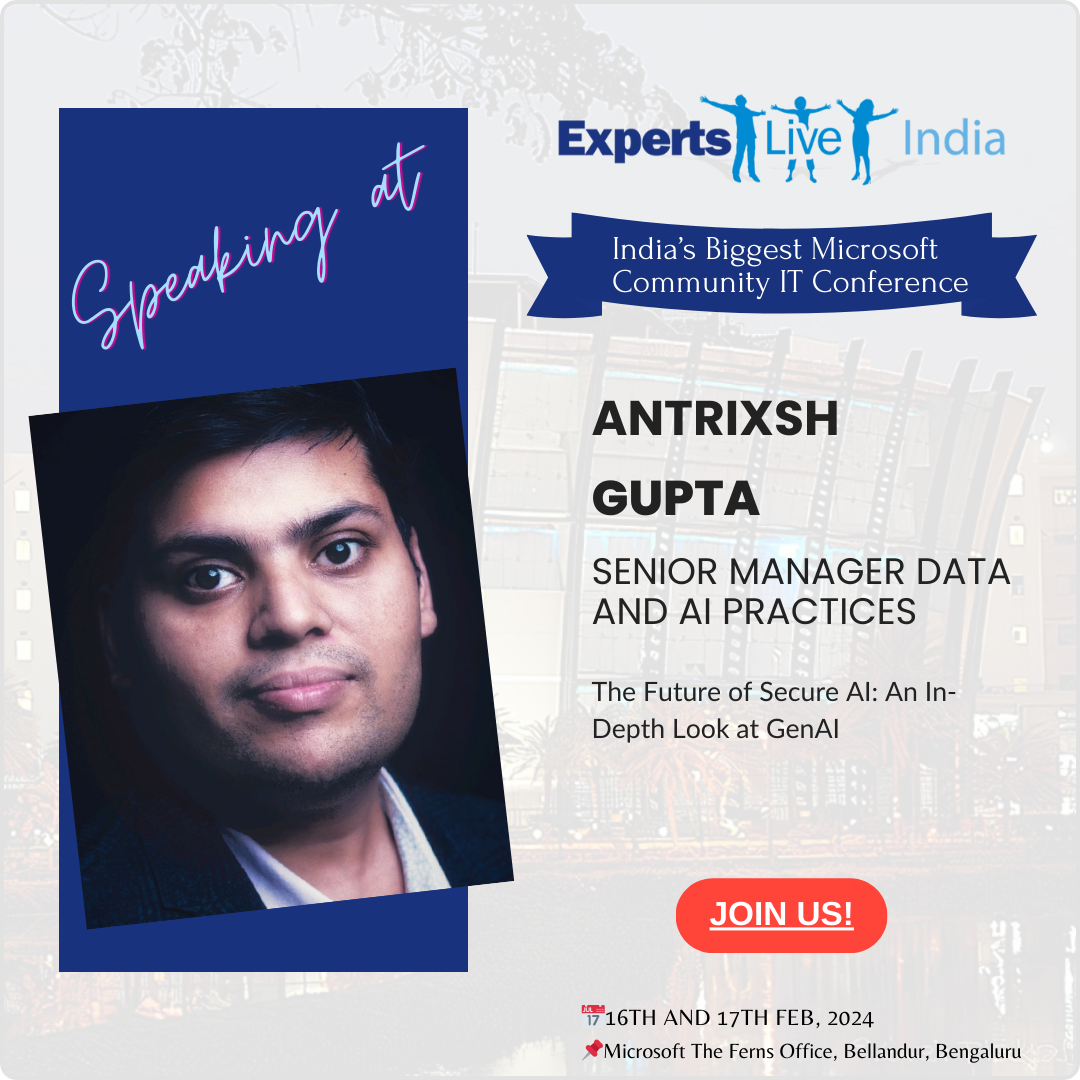 Speaking at
Experts Live India
India's Biggest Microsoft
Community IT Conference
ANTRIXSH
GUPTA
SENIOR MANAGER DATA
AND AI PRACTICES
The Future of Secure AI: An In-
Depth Look at GenAI
JOIN US!
JUL
17
16TH AND 17TH FEB, 2024
Microsoft The Ferns Office, Bellandur, Bengaluru